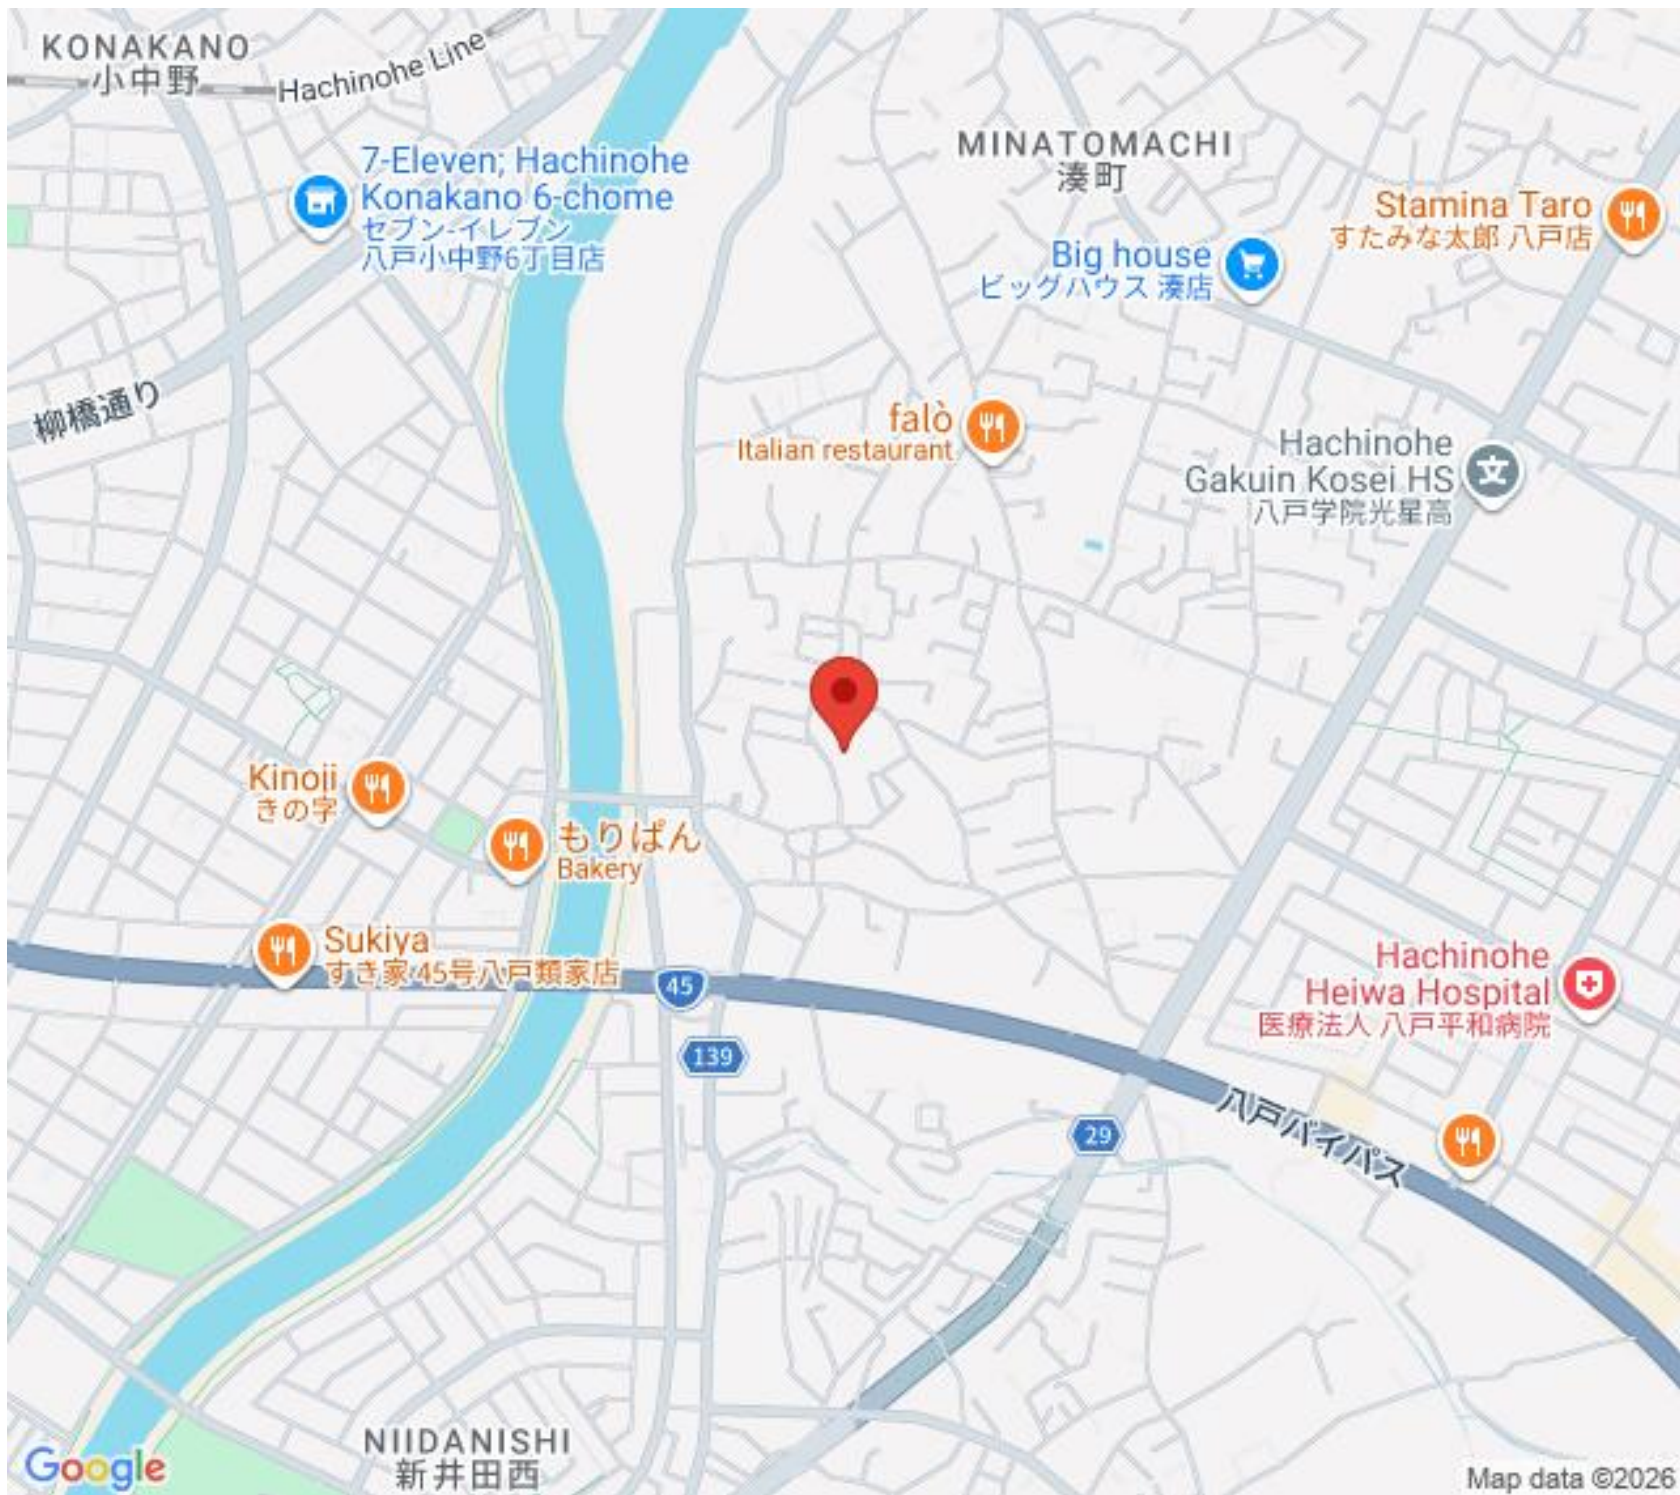 KONAKANO
小中野
Hachinohe Line
7-Eleven; Hachinohe
Konakano 6-chome
セブン-イレブン
八戸小中野6丁目店
MINATOMACHI
湊町
Stamina Taro
すたみな太郎 八戸店
Big house
ビッグハウス 湊店
柳橋通り
falò
Italian restaurant
Hachinohe
Gakuin Kosei HS
八戸学院光星高
Kinoji
きの字
もりぱん
Bakery
Sukiya
すき家 45号八戸類家店
45
Hachinohe
Heiwa Hospital
医療法人 八戸平和病院
139
29
八戸バイパス
NIIDANISHI
新井田西
Google
Map data ©2026